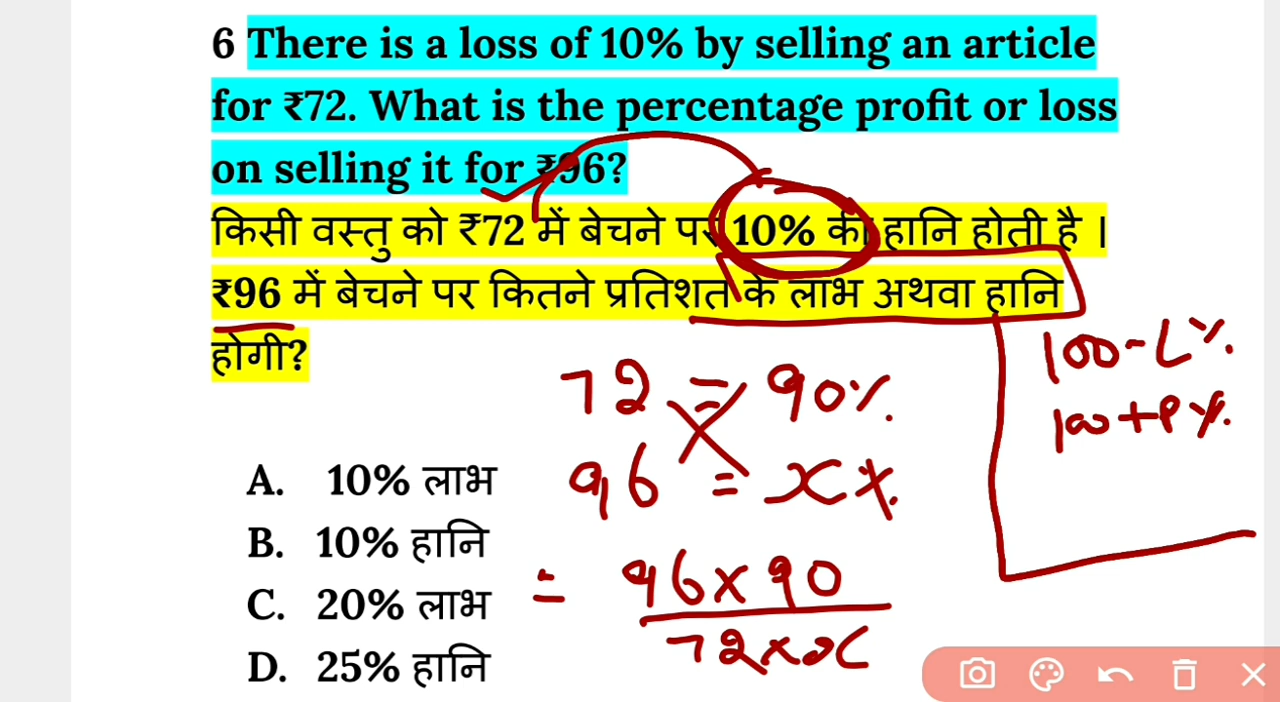 6 There is a loss of 10% by selling an article
for ₹72. What is the percentage profit or loss
on selling it for ₹96?
किसी वस्तु को ₹72 में बेचने पर 10% की हानि होती है ।
₹96 में बेचने पर कितने प्रतिशत के लाभ अथवा हानि
होगी?
100-L%.
100+P%.
72 = 90%.
96 = x%.
A. 10% लाभ
B. 10% हानि
C. 20% लाभ
D. 25% हानि
= 96×90
72×x